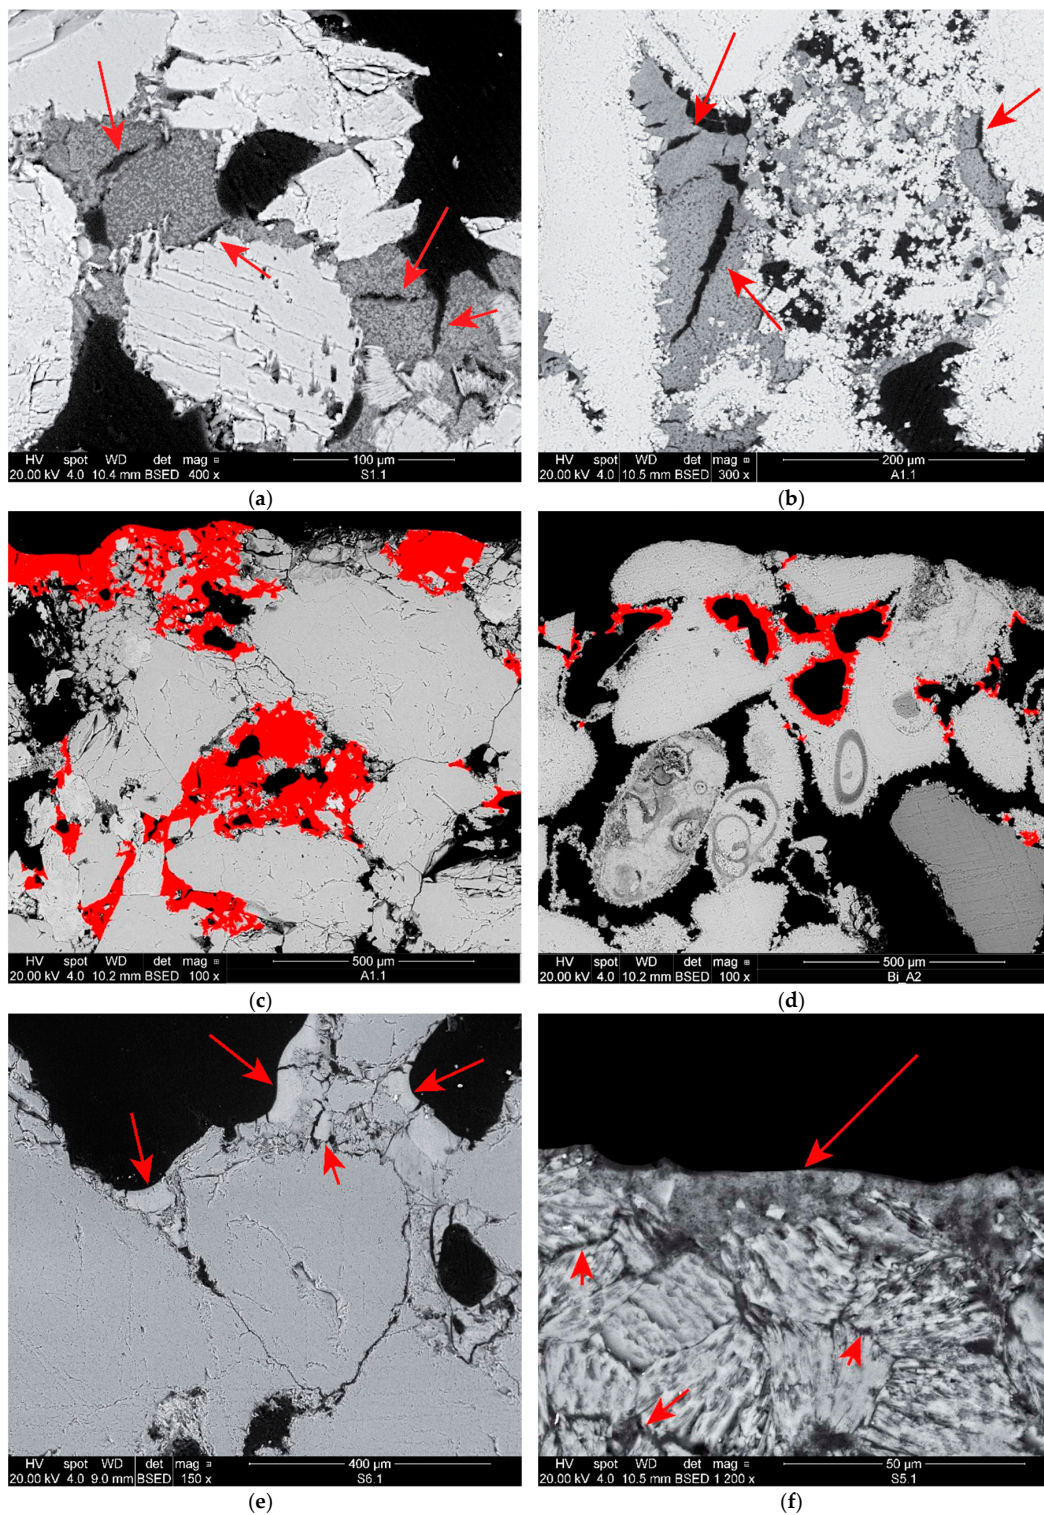 HV spot WD det mag ⊞ 100 µm
20.00 kV 4.0 10.4 mm BSED 400 x S1.1
(a)
HV spot WD det mag ⊞ 200 µm
20.00 kV 4.0 10.5 mm BSED 300 x A1.1
(b)
HV spot WD det mag ⊞ 500 µm
20.00 kV 4.0 10.2 mm BSED 100 x A1.1
(c)
HV spot WD det mag ⊞ 500 µm
20.00 kV 4.0 10.2 mm BSED 100 x Bi_A2
(d)
HV spot WD det mag ⊞ 400 µm
20.00 kV 4.0 9.0 mm BSED 150 x S6.1
(e)
HV spot WD det mag ⊞ 50 µm
20.00 kV 4.0 10.5 mm BSED 1 200 x S5.1
(f)